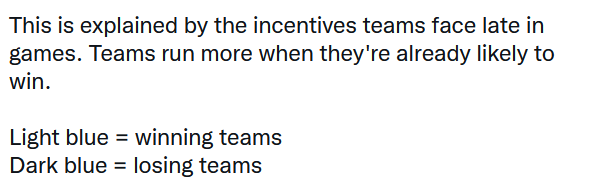 This is explained by the incentives teams face late in
games. Teams run more when they're already likely to
win.
Light blue = winning teams
Dark blue = losing teams